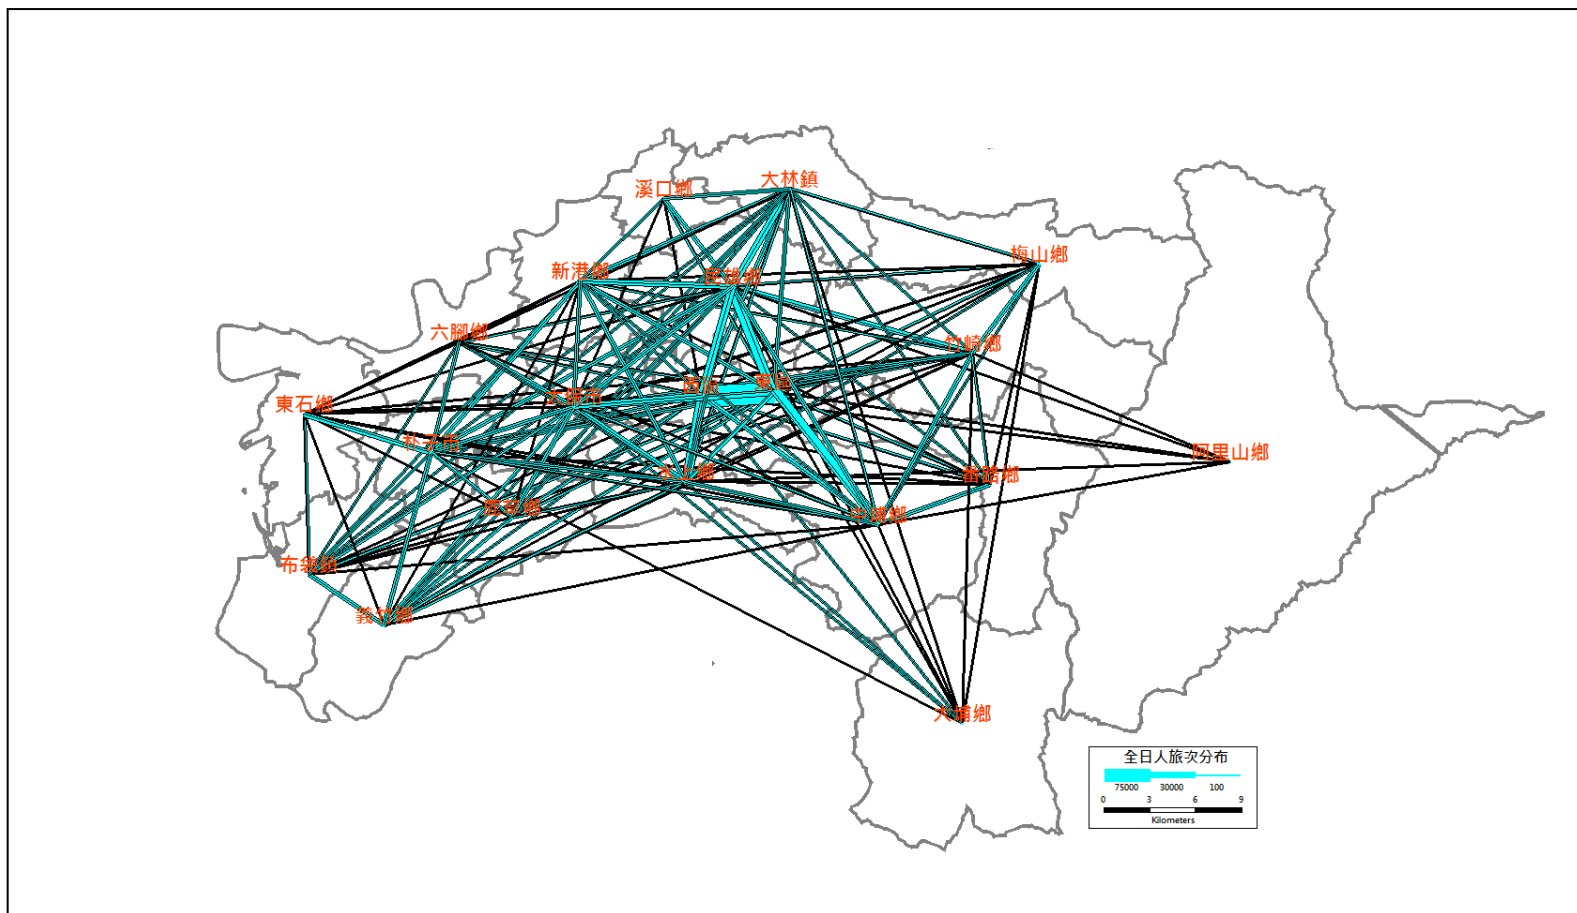 大林鎮
溪口鄉
梅山鄉
新港鄉
民雄鄉
六腳鄉
竹崎鄉
西區
東區
太保市
東石鄉
朴子市
阿里山鄉
水上鄉
番路鄉
鹿草鄉
中埔鄉
布袋鎮
義竹鄉
大埔鄉
全日人旅次分布
75000 30000 100
0 3 6 9
Kilometers